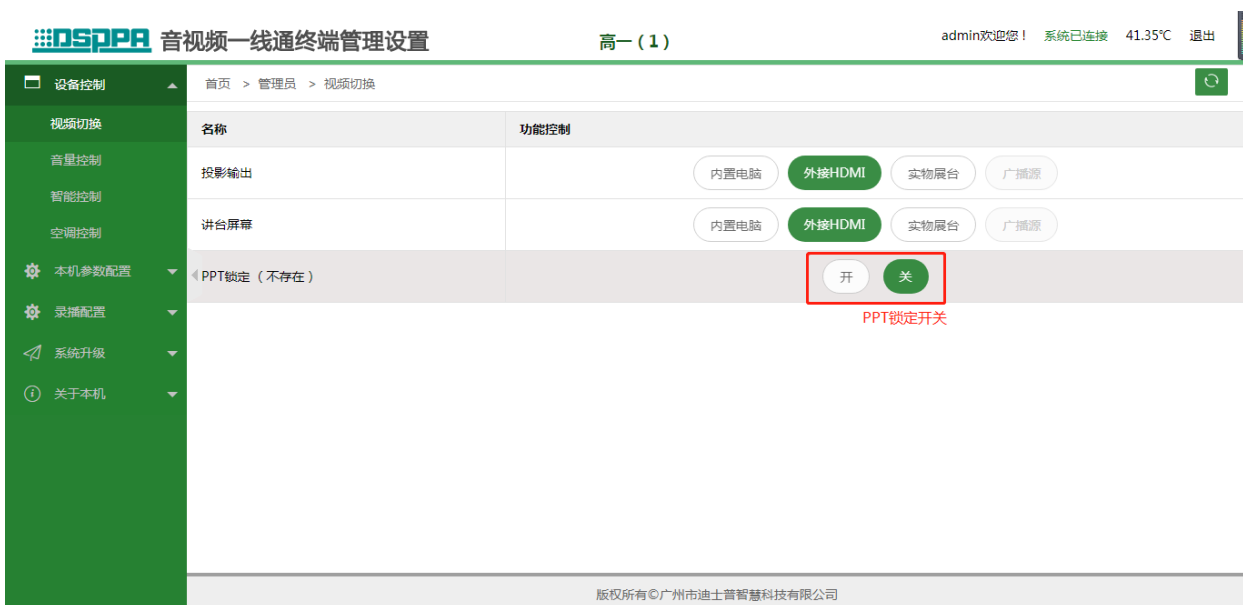 DSPPA 音视频一线通终端管理设置 高一(1) admin欢迎您! 系统已连接 41.35℃ 退出
设备控制
首页 > 管理员 > 视频切换
视频切换
名称 功能控制
音量控制
投影输出 内置电脑 外接HDMI 实物展台 广播源
智能控制
讲台屏幕 内置电脑 外接HDMI 实物展台 广播源
空调控制
本机参数配置
PPT锁定(不存在) 开 关
录播配置
PPT锁定开关
系统升级
关于本机
版权所有©广州市迪士普智慧科技有限公司